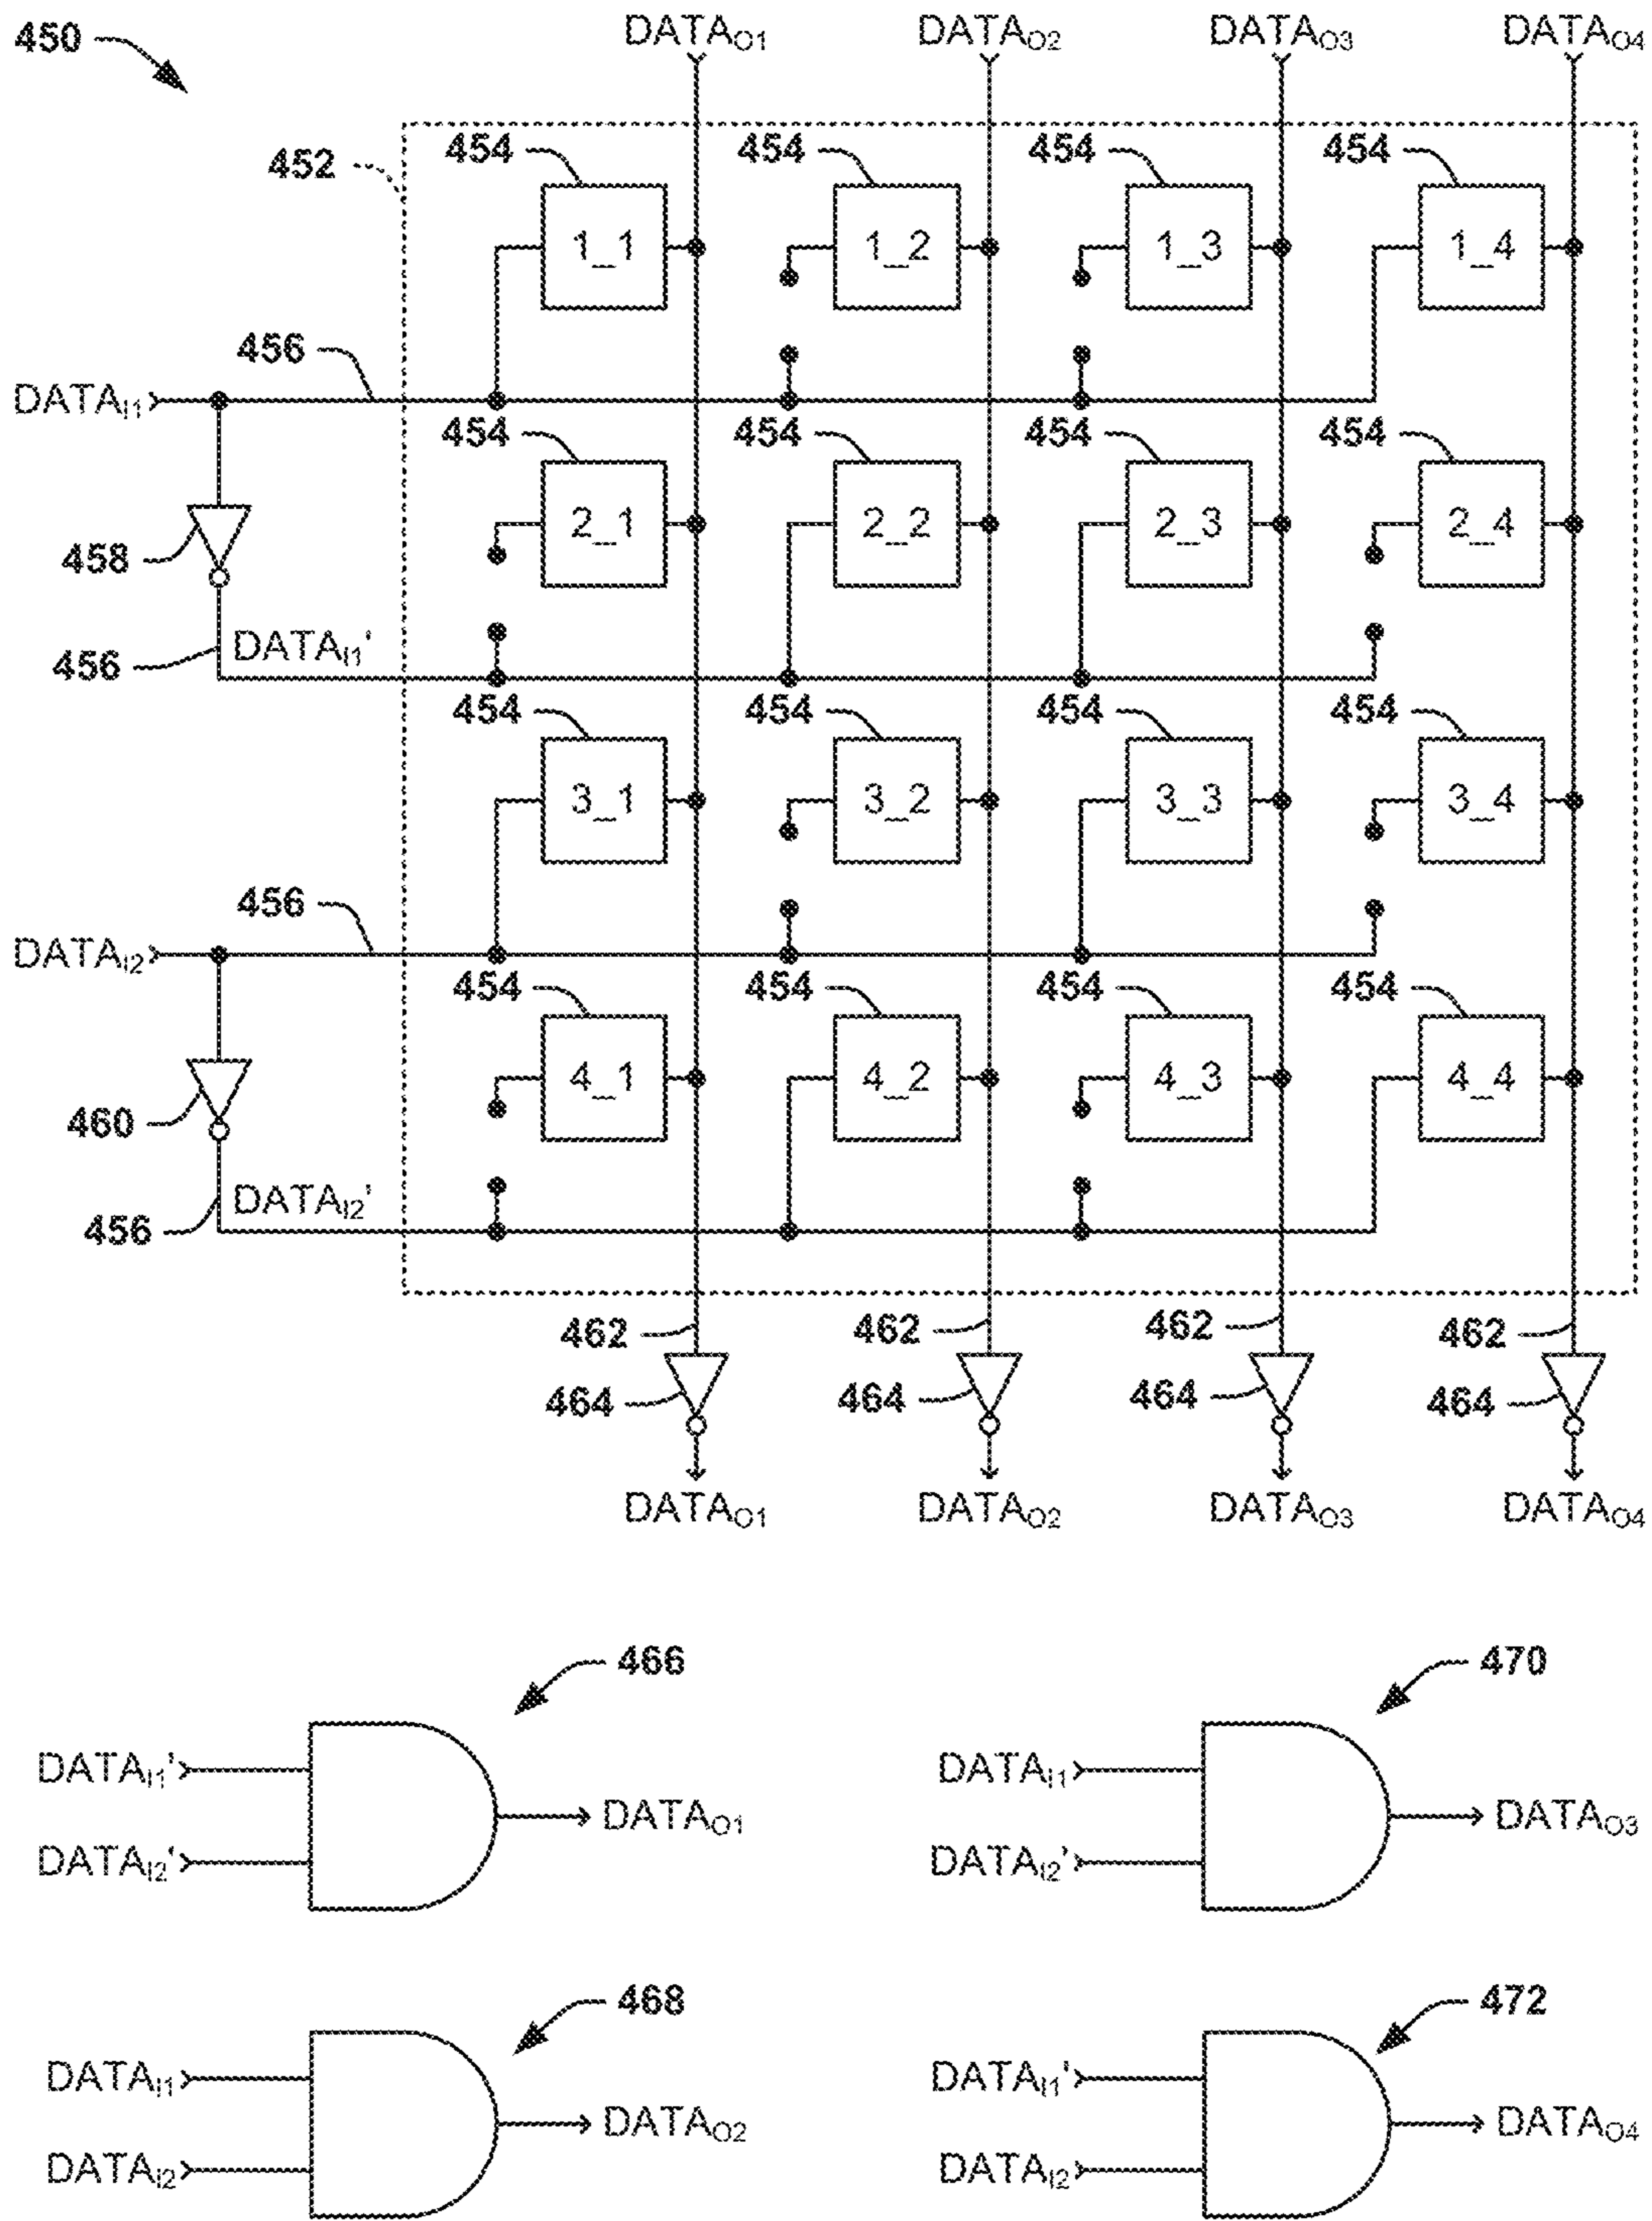 450
DATAO1 DATAO2 DATAO3 DATAO4
452 454 454 454 454
1_1 1_2 1_3 1_4
456
DATAI1
454 454 454 454
2_1 2_2 2_3 2_4
458
DATAI1'
456
454 454 454 454
3_1 3_2 3_3 3_4
456
DATAI2
454 454 454 454
4_1 4_2 4_3 4_4
460
DATAI2'
456
462 462 462 462
464 464 464 464
DATAO1 DATAO2 DATAO3 DATAO4
466 470
DATAI1' DATAI1
DATAO1 DATAO3
DATAI2' DATAI2'
468 472
DATAI1 DATAI1'
DATAO2 DATAO4
DATAI2 DATAI2